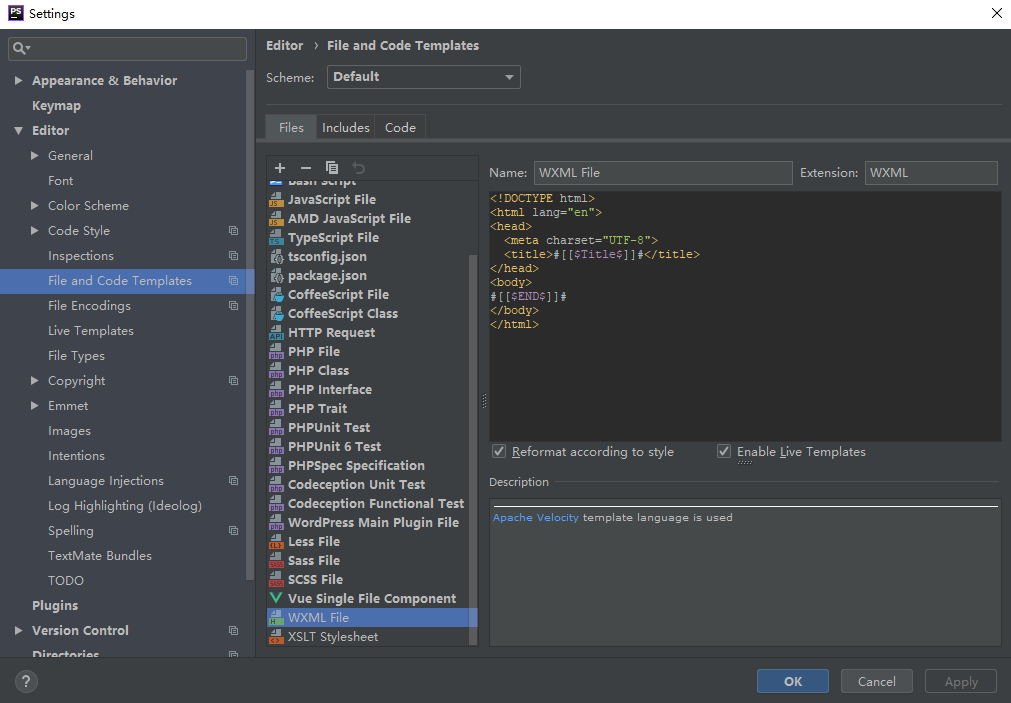 PS Settings
Appearance & Behavior
Keymap
Editor
General
Font
Color Scheme
Code Style
Inspections
File and Code Templates
File Encodings
Live Templates
File Types
Copyright
Emmet
Images
Intentions
Language Injections
Log Highlighting (Ideolog)
Spelling
TextMate Bundles
TODO
Plugins
Version Control
Directories
Editor › File and Code Templates
Scheme: Default
Files Includes Code
Bash Script
JavaScript File
AMD JavaScript File
TypeScript File
tsconfig.json
package.json
CoffeeScript File
CoffeeScript Class
HTTP Request
PHP File
PHP Class
PHP Interface
PHP Trait
PHPUnit Test
PHPUnit 6 Test
PHPSpec Specification
Codeception Unit Test
Codeception Functional Test
WordPress Main Plugin File
Less File
Sass File
SCSS File
Vue Single File Component
WXML File
XSLT Stylesheet
Name: WXML File Extension: WXML
<!DOCTYPE html>
<html lang="en">
<head>
<meta charset="UTF-8">
<title>#[[$Title$]]#</title>
</head>
<body>
#[[$END$]]#
</body>
</html>
Reformat according to style Enable Live Templates
Description
Apache Velocity template language is used
? OK Cancel Apply